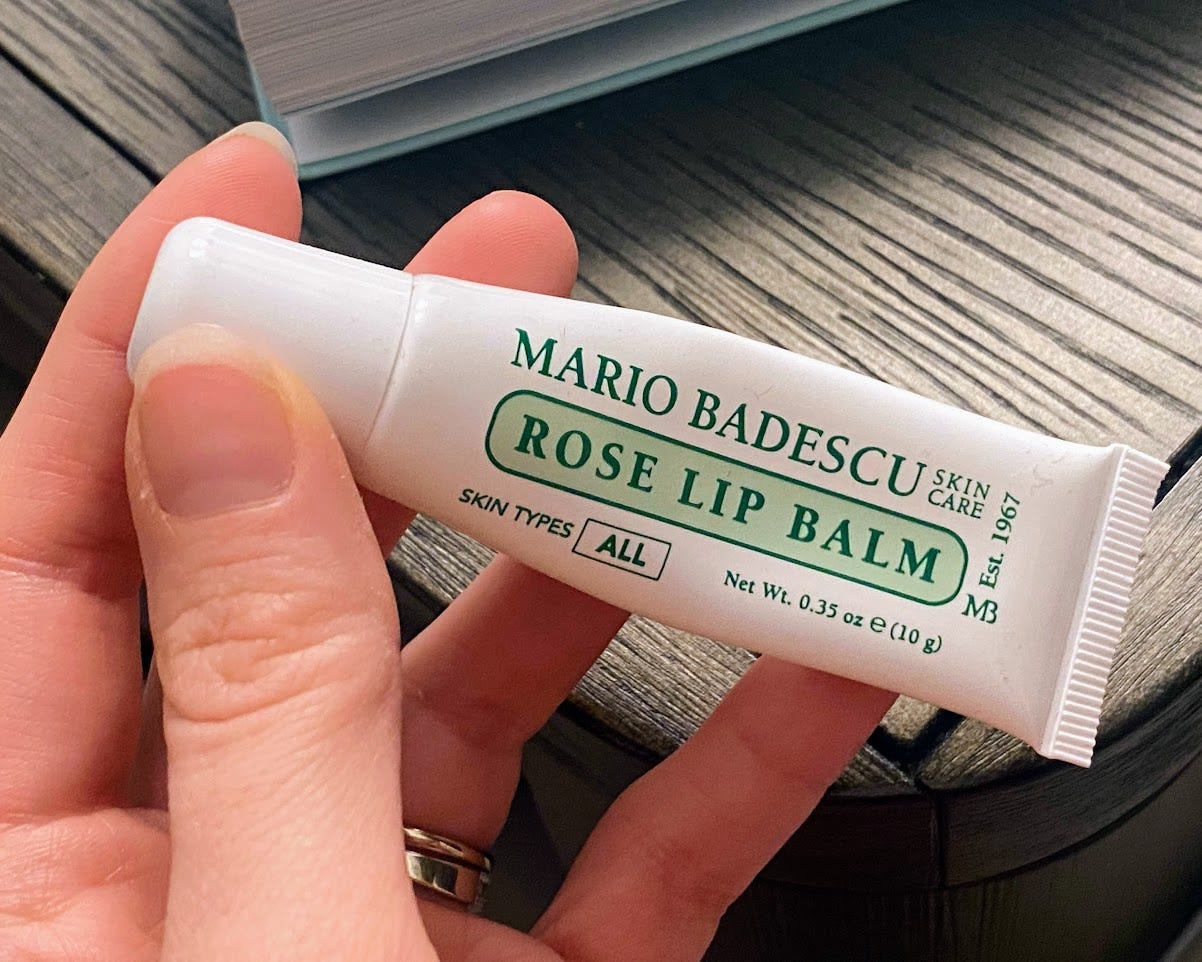 MARIO BADESCU SKIN CARE
ROSE LIP BALM
SKIN TYPES ALL
Net Wt. 0.35 oz e (10 g)
MB Est. 1967